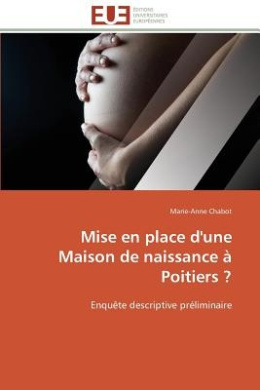 EUE
ÉDITIONS
UNIVERSITAIRES
EUROPÉENNES
Marie-Anne Chabot
Mise en place d'une
Maison de naissance à
Poitiers ?
Enquête descriptive préliminaire